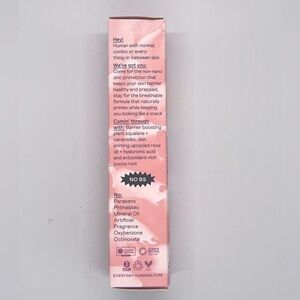 Hey!
Human with normal,
combo or every-
thing-in between skin
We've got you:
Come for the non-nano
zinc protection that
keeps your skin barrier
healthy and prepped,
stay for the breathable
formula that naturally
primes while keeping
you looking like a snack
Comin' through
with: Barrier boosting
plant squalane +
ceramides, skin
priming upcycled rose
oil + hyaluronic acid
and antioxidant-rich
yucca root
NO BS
No:
Parabens
Phthalates
Mineral Oil
Artificial
Fragrance
Oxybenzone
Octinoxate
EVERYDAY-HUMANS.COM